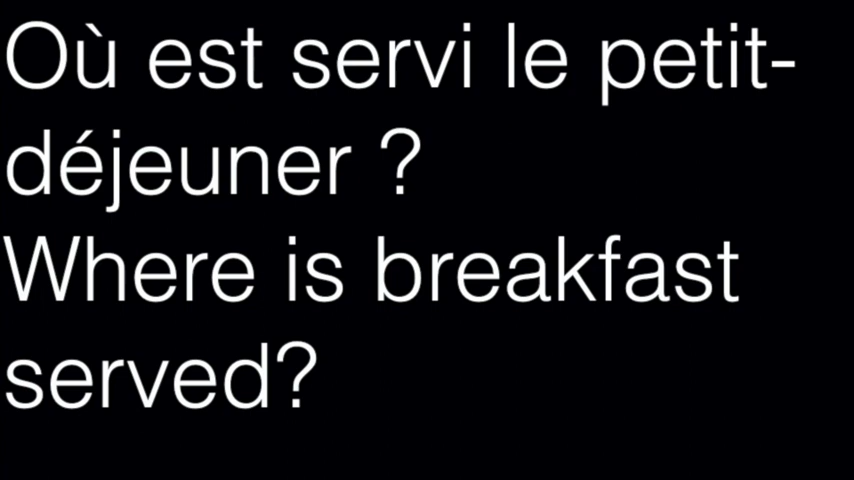 Où est servi le petit-
déjeuner ?
Where is breakfast
served?